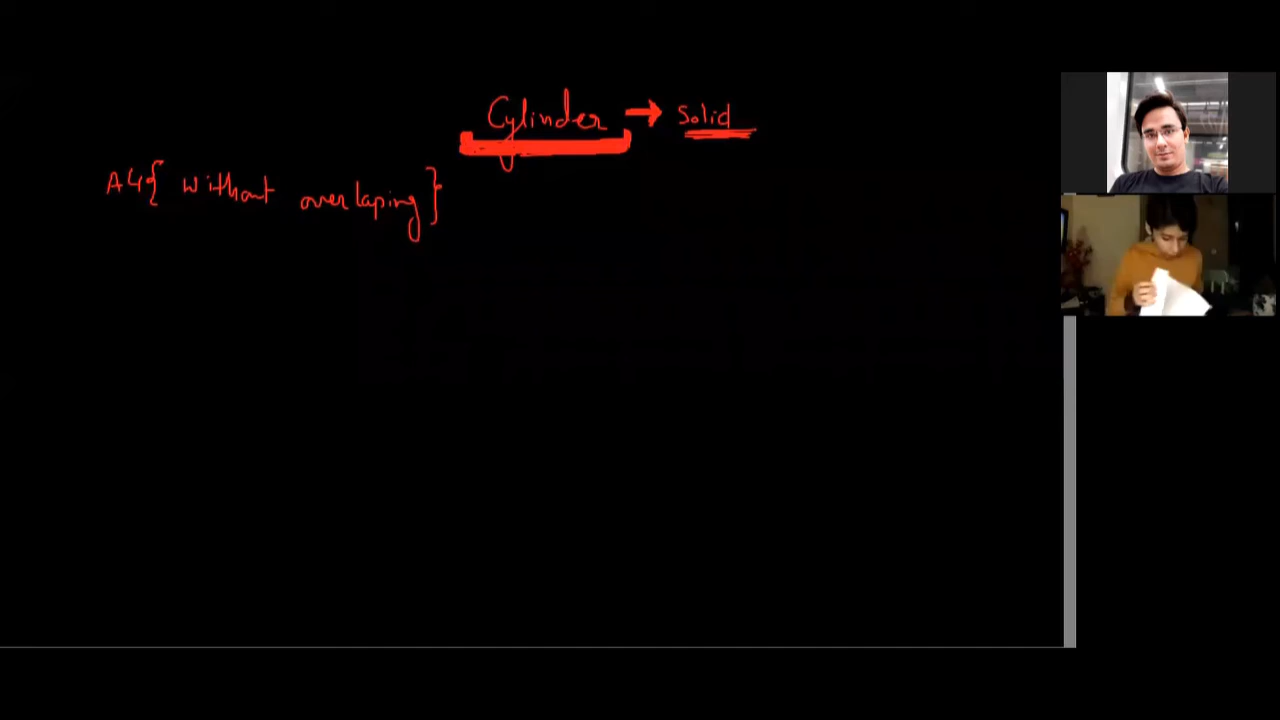 Cylinder → Solid
A4{ without overlaping }